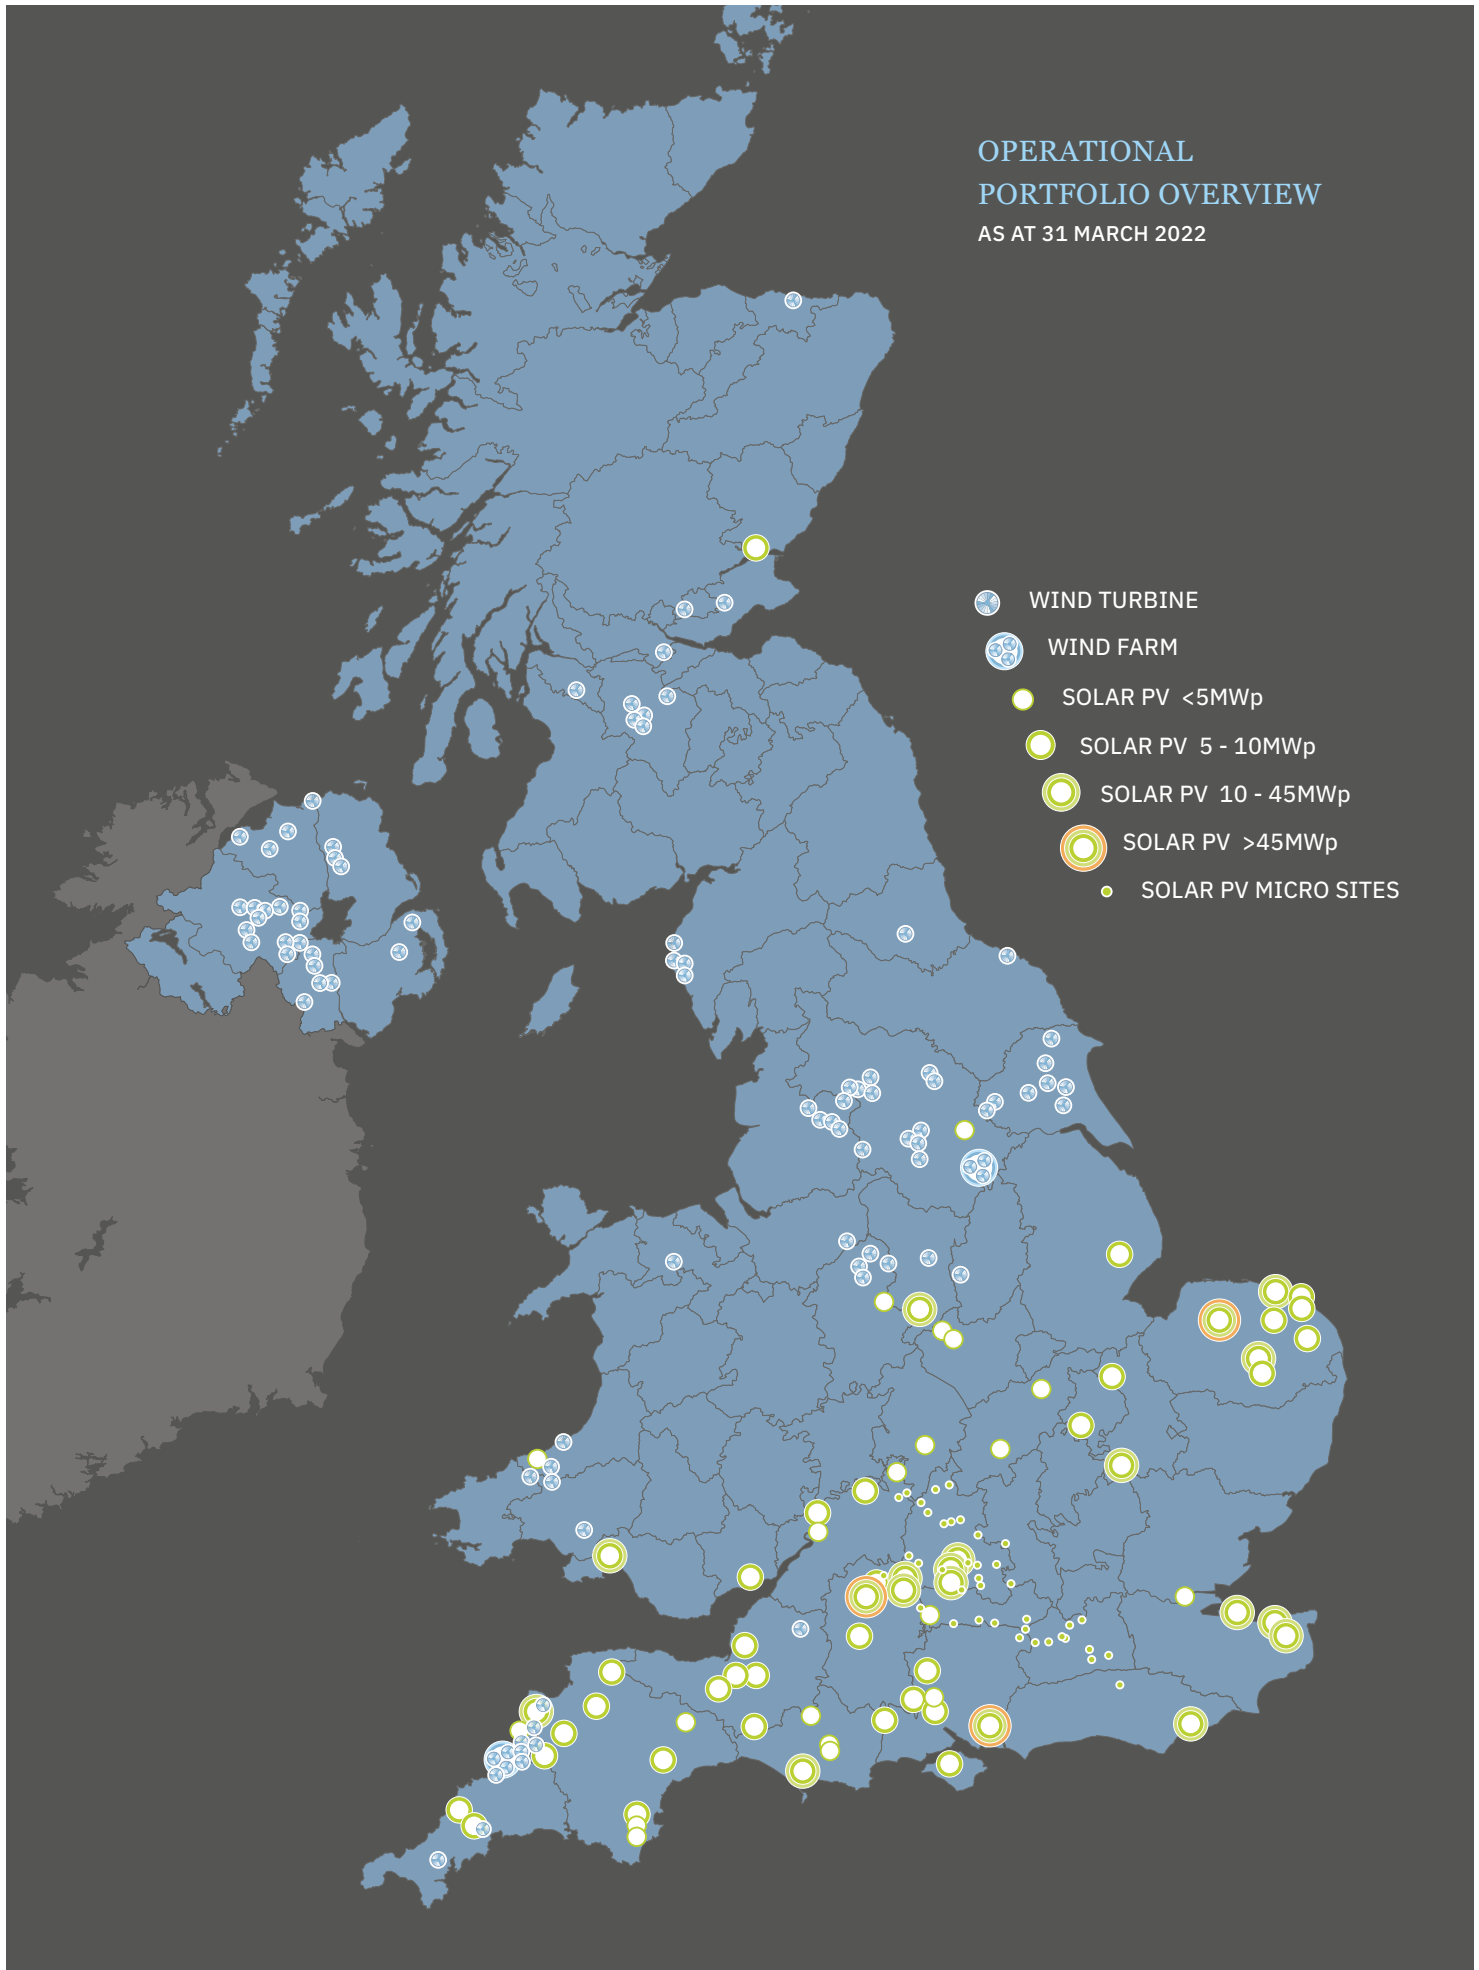 OPERATIONAL
PORTFOLIO OVERVIEW
AS AT 31 MARCH 2022
WIND TURBINE
WIND FARM
SOLAR PV <5MWp
SOLAR PV 5 - 10MWp
SOLAR PV 10 - 45MWp
SOLAR PV >45MWp
SOLAR PV MICRO SITES